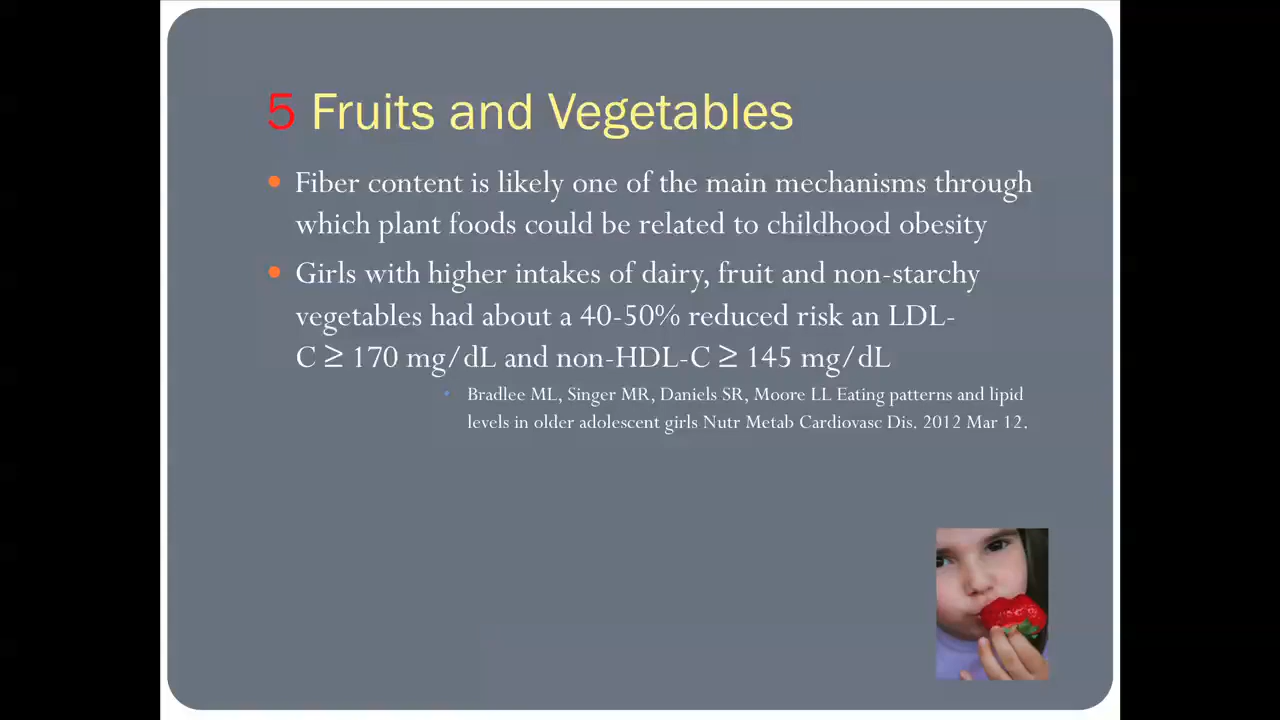 5 Fruits and Vegetables
Fiber content is likely one of the main mechanisms through
which plant foods could be related to childhood obesity
Girls with higher intakes of dairy, fruit and non-starchy
vegetables had about a 40-50% reduced risk an LDL-
C ≥ 170 mg/dL and non-HDL-C ≥ 145 mg/dL
Bradlee ML, Singer MR, Daniels SR, Moore LL Eating patterns and lipid
levels in older adolescent girls Nutr Metab Cardiovasc Dis. 2012 Mar 12.